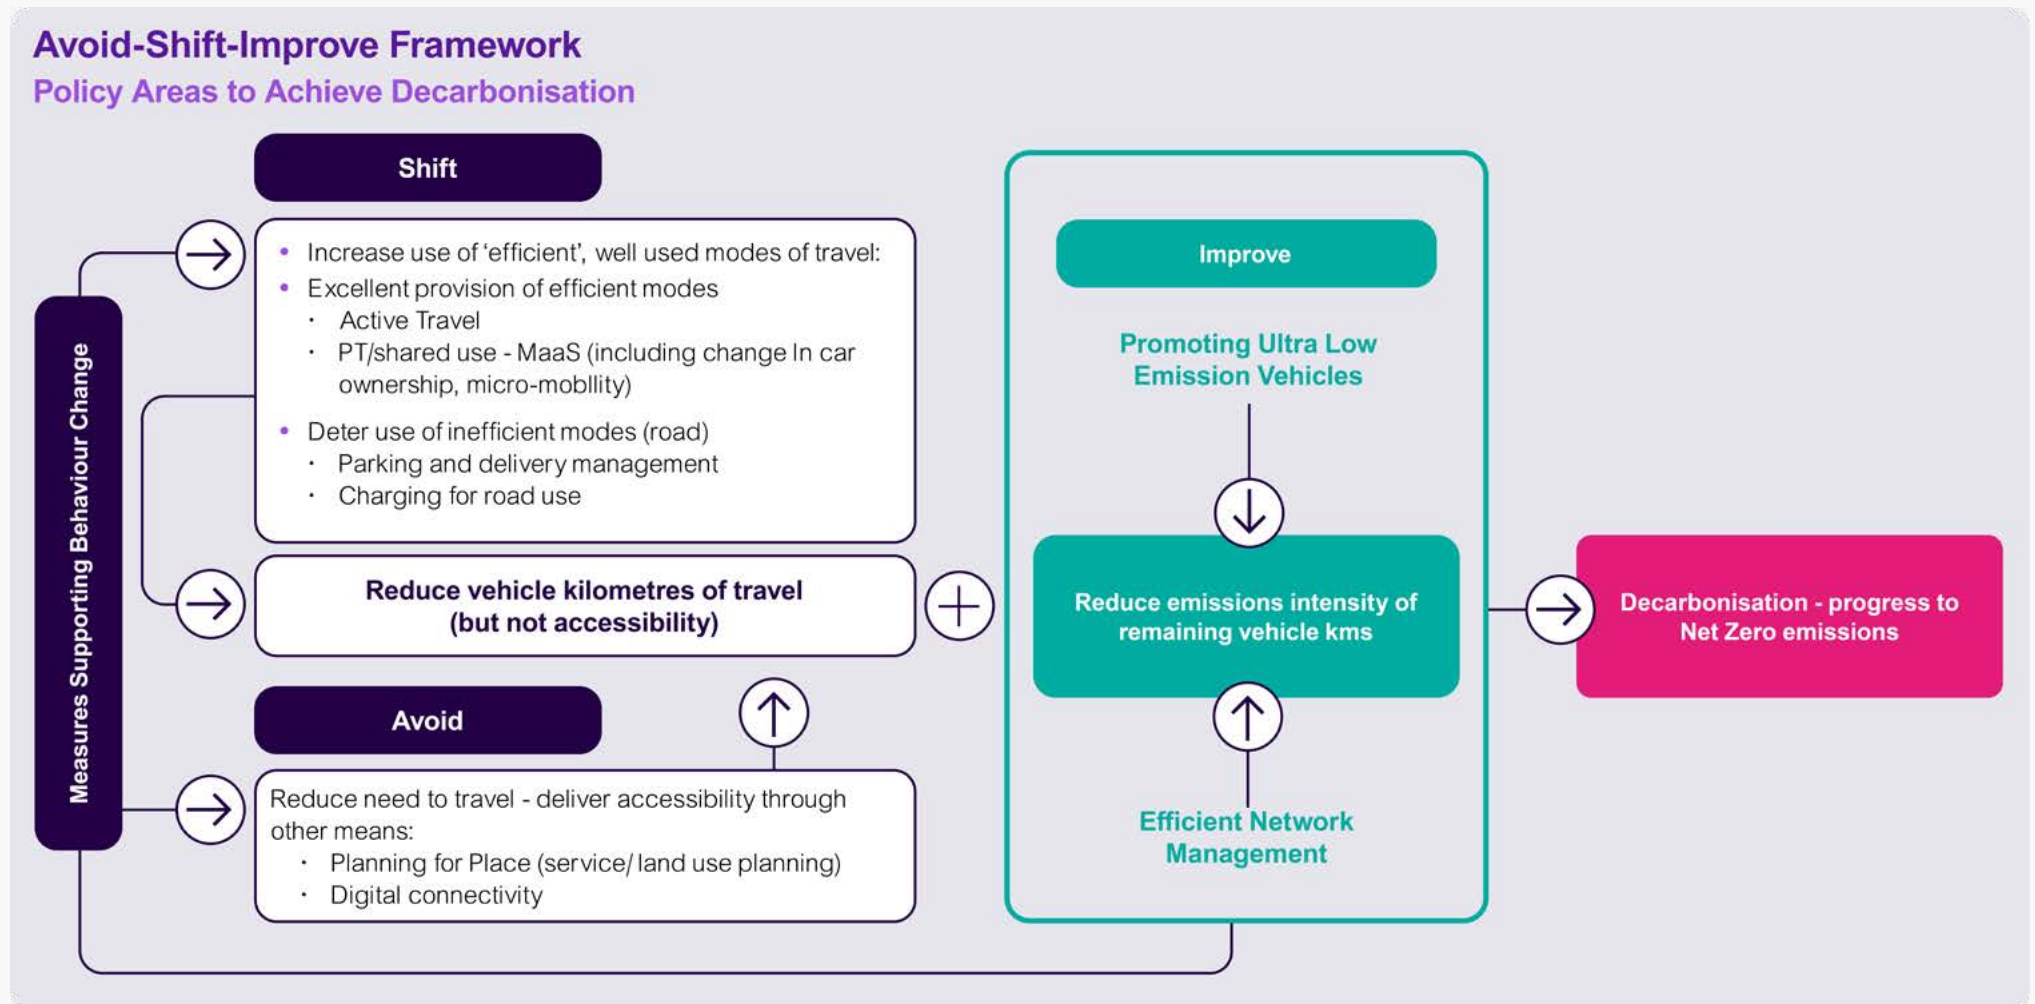 Avoid-Shift-Improve Framework
Policy Areas to Achieve Decarbonisation
Measures Supporting Behaviour Change
Shift
• Increase use of ‘efficient’, well used modes of travel:
• Excellent provision of efficient modes
· Active Travel
· PT/shared use - MaaS (including change In car
ownership, micro-mobllity)
• Deter use of inefficient modes (road)
· Parking and delivery management
· Charging for road use
Reduce vehicle kilometres of travel
(but not accessibility)
Avoid
Reduce need to travel - deliver accessibility through
other means:
· Planning for Place (service/ land use planning)
· Digital connectivity
Improve
Promoting Ultra Low
Emission Vehicles
Reduce emissions intensity of
remaining vehicle kms
Efficient Network
Management
Decarbonisation - progress to
Net Zero emissions